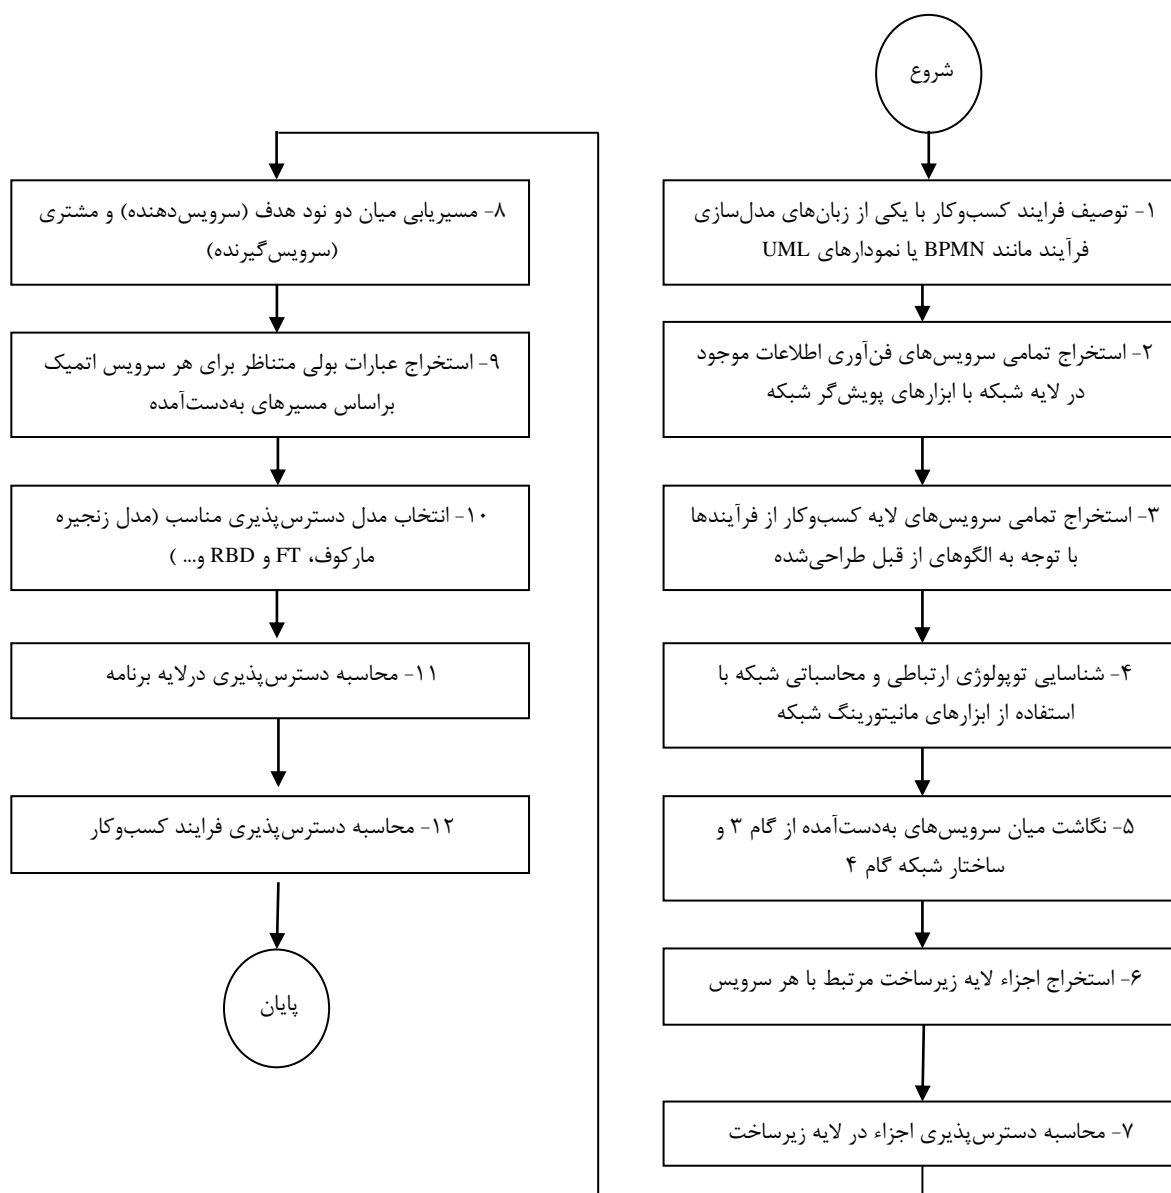 شروع
۱- توصیف فرایند کسب‌وکار با یکی از زبان‌های مدل‌سازی
فرآیند مانند BPMN یا نمودارهای UML
۲- استخراج تمامی سرویس‌های فن‌آوری اطلاعات موجود
در لایه شبکه با ابزارهای پویش‌گر شبکه
۳- استخراج تمامی سرویس‌های لایه کسب‌وکار از فرآیندها
با توجه به الگوهای از قبل طراحی‌شده
۴- شناسایی توپولوژی ارتباطی و محاسباتی شبکه با
استفاده از ابزارهای مانیتورینگ شبکه
۵- نگاشت میان سرویس‌های به‌دست‌آمده از گام ۳ و
ساختار شبکه گام ۴
۶- استخراج اجزاء لایه زیرساخت مرتبط با هر سرویس
۷- محاسبه دسترس‌پذیری اجزاء در لایه زیرساخت
۸- مسیریابی میان دو نود هدف (سرویس‌دهنده) و مشتری
(سرویس‌گیرنده)
۹- استخراج عبارات بولی متناظر برای هر سرویس اتمیک
براساس مسیرهای به‌دست‌آمده
۱۰- انتخاب مدل دسترس‌پذیری مناسب (مدل زنجیره
مارکوف، FT و RBD و... )
۱۱- محاسبه دسترس‌پذیری درلایه برنامه
۱۲- محاسبه دسترس‌پذیری فرایند کسب‌وکار
پایان